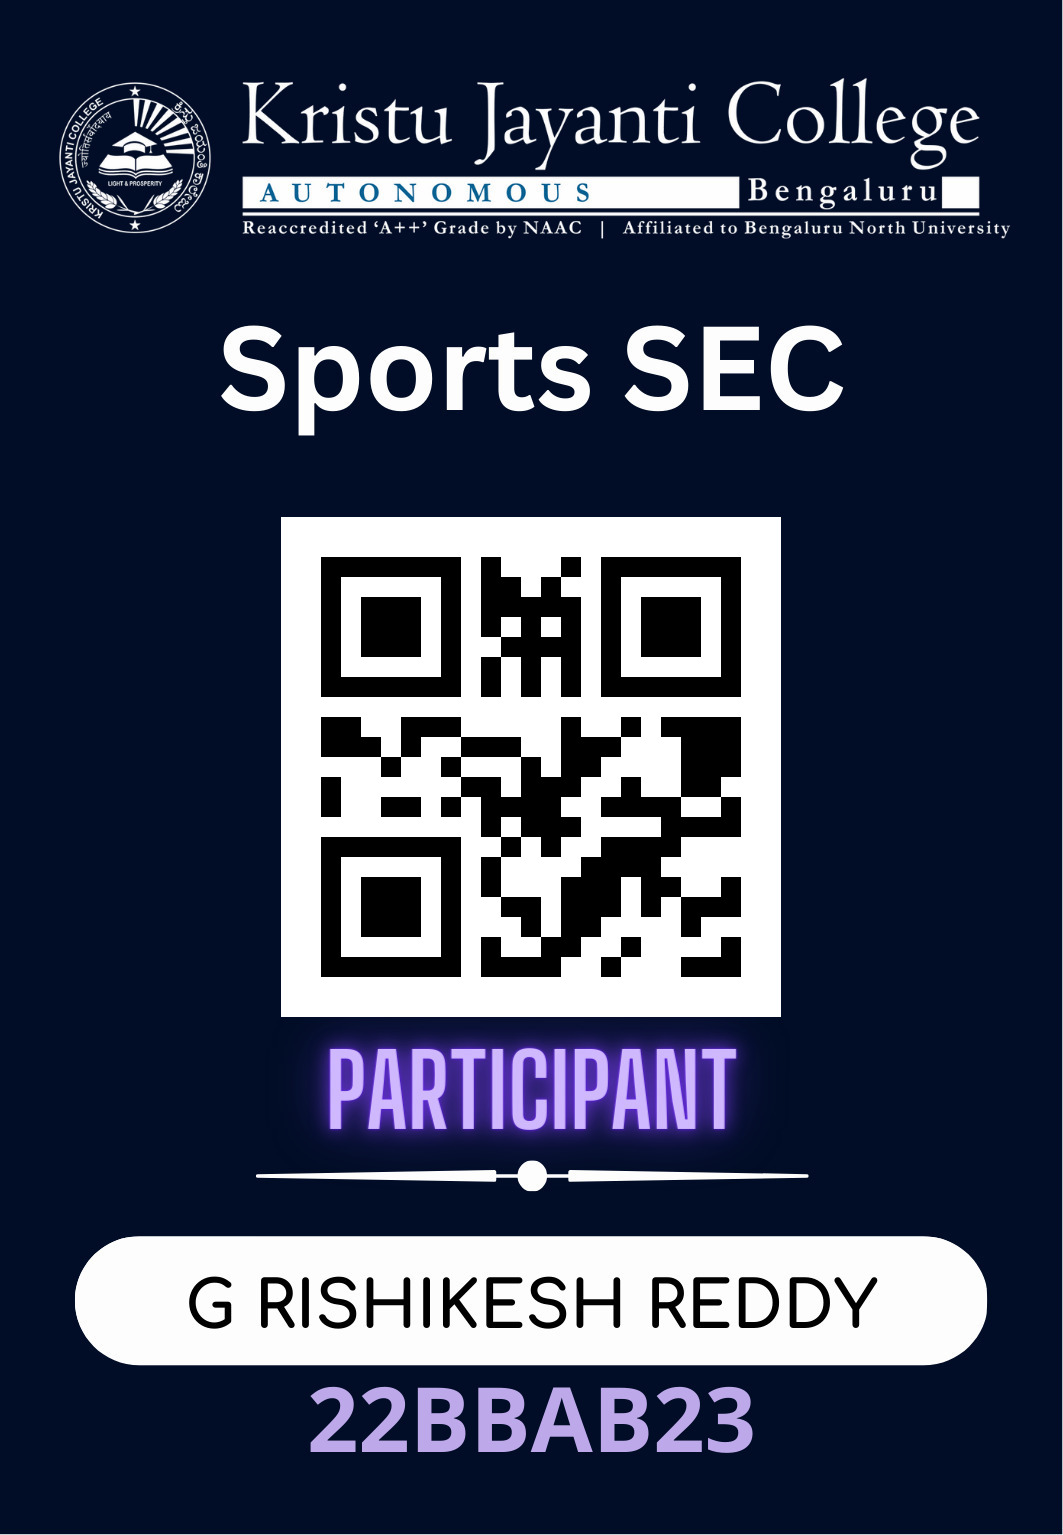 Kristu Jayanti College
AUTONOMOUS Bengaluru
Reaccredited ‘A++’ Grade by NAAC | Affiliated to Bengaluru North University
KRISTU JAYANTI COLLEGE
LIGHT & PROSPERITY
Sports SEC
PARTICIPANT
G RISHIKESH REDDY
22BBAB23